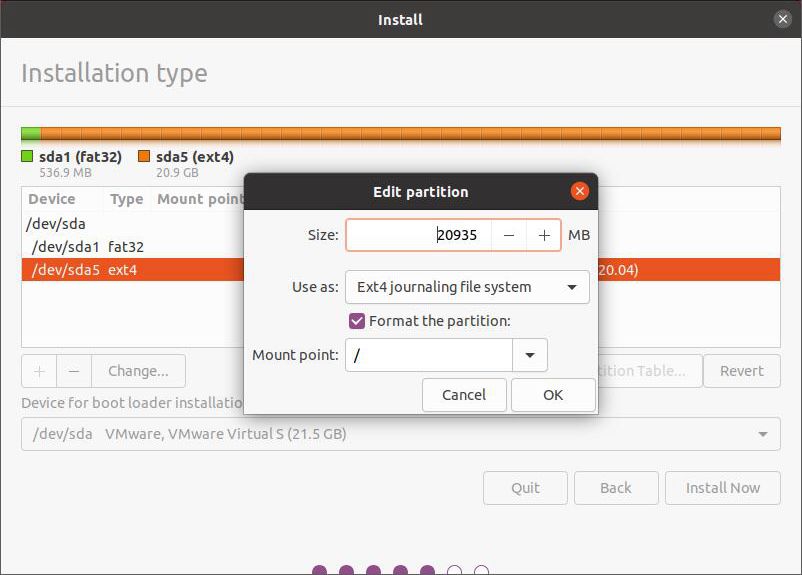 Install
Installation type
sda1 (fat32) sda5 (ext4)
536.9 MB 20.9 GB
Edit partition
Device Type Mount point
Size: 20935 MB
/dev/sda
/dev/sda1 fat32
/dev/sda5 ext4 20.04)
Use as: Ext4 journaling file system
Format the partition:
Mount point: /
+ − Change... Table... Revert
Cancel OK
Device for boot loader
/dev/sda VMware, VMware Virtual S (21.5 GB)
Quit Back Install Now